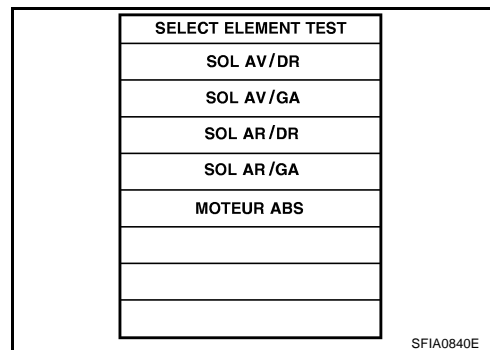 SELECT ELEMENT TEST
SOL AV/DR
SOL AV/GA
SOL AR/DR
SOL AR/GA
MOTEUR ABS
SFIA0840E